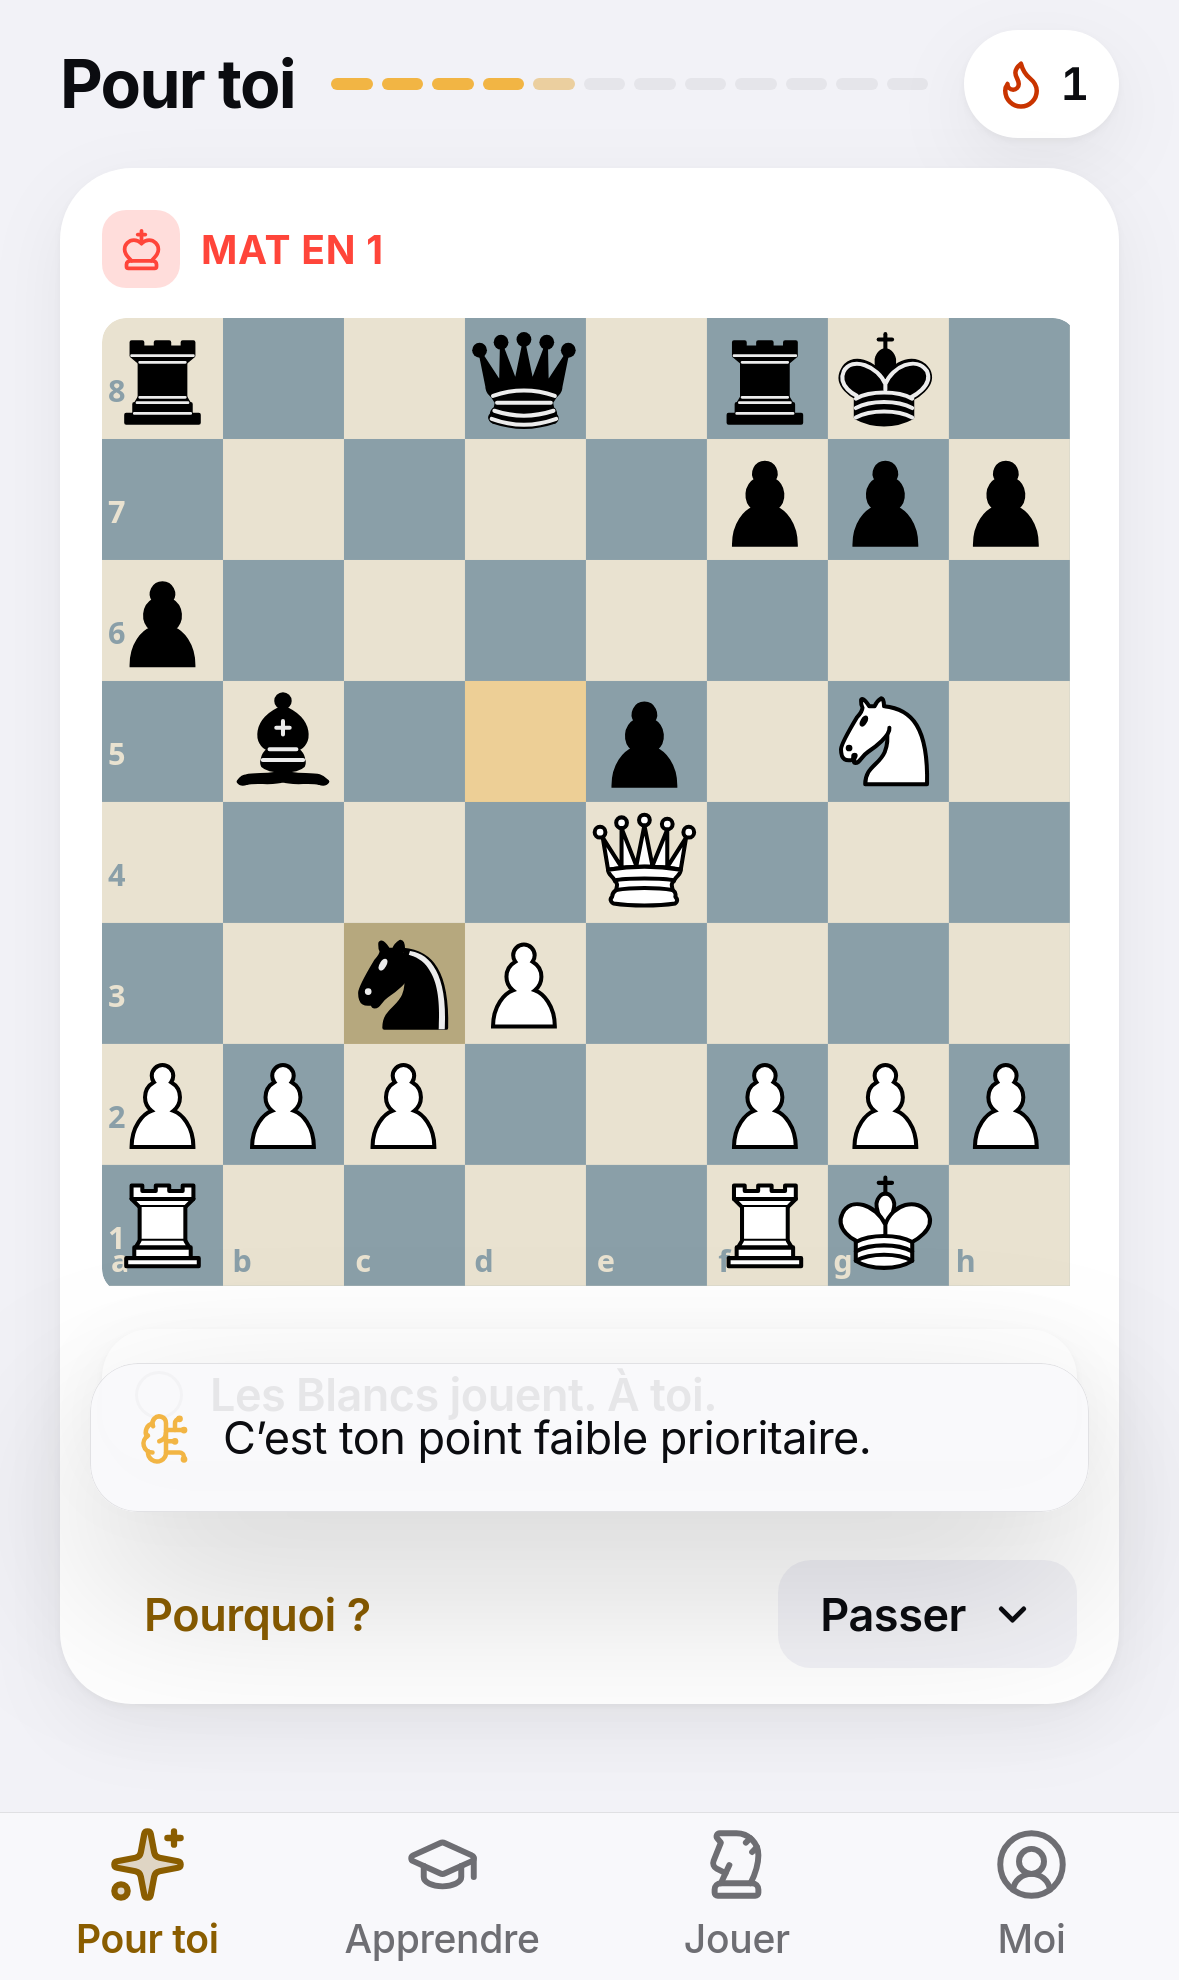 Pour toi
1
MAT EN 1
8
7
6
5
4
3
2
1
a b c d e f g h
Les Blancs jouent. À toi.
C’est ton point faible prioritaire.
Pourquoi ?
Passer
Pour toi
Apprendre
Jouer
Moi